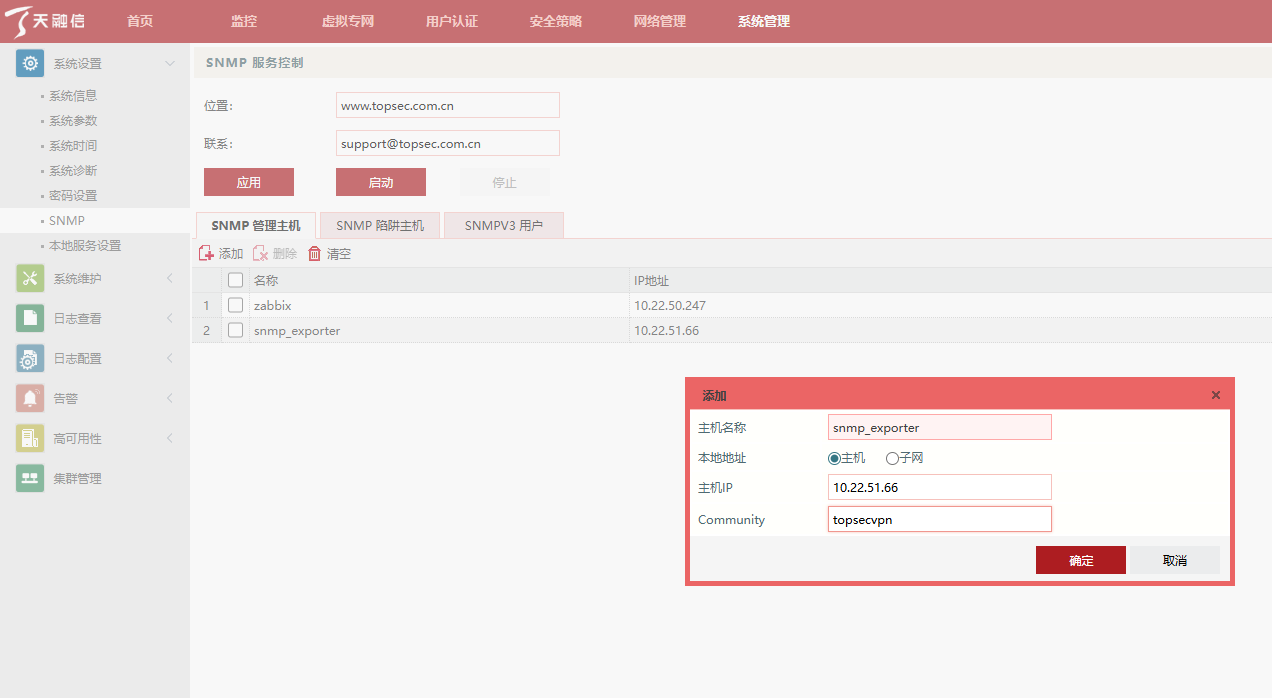 天融信
首页 监控 虚拟专网 用户认证 安全策略 网络管理 系统管理
系统设置
系统信息
系统参数
系统时间
系统诊断
密码设置
SNMP
本地服务设置
系统维护
日志查看
日志配置
告警
高可用性
集群管理
SNMP 服务控制
位置: www.topsec.com.cn
联系: support@topsec.com.cn
应用 启动 停止
SNMP 管理主机 SNMP 陷阱主机 SNMPV3 用户
添加 删除 清空
名称 IP地址
1 zabbix 10.22.50.247
2 snmp_exporter 10.22.51.66
添加 ×
主机名称 snmp_exporter
本地地址 主机 子网
主机IP 10.22.51.66
Community topsecvpn
确定 取消